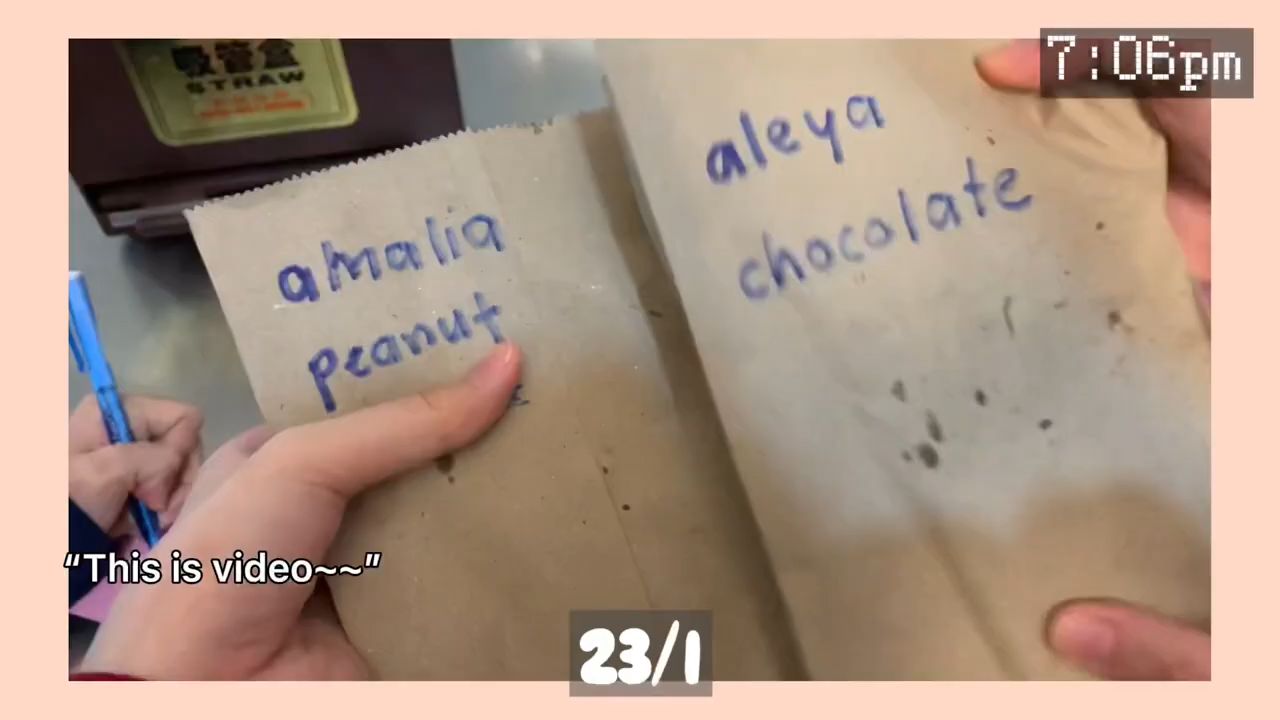 7:06pm
STRAW
amalia
peanut
aleya
chocolate
“This is video~~”
23/1